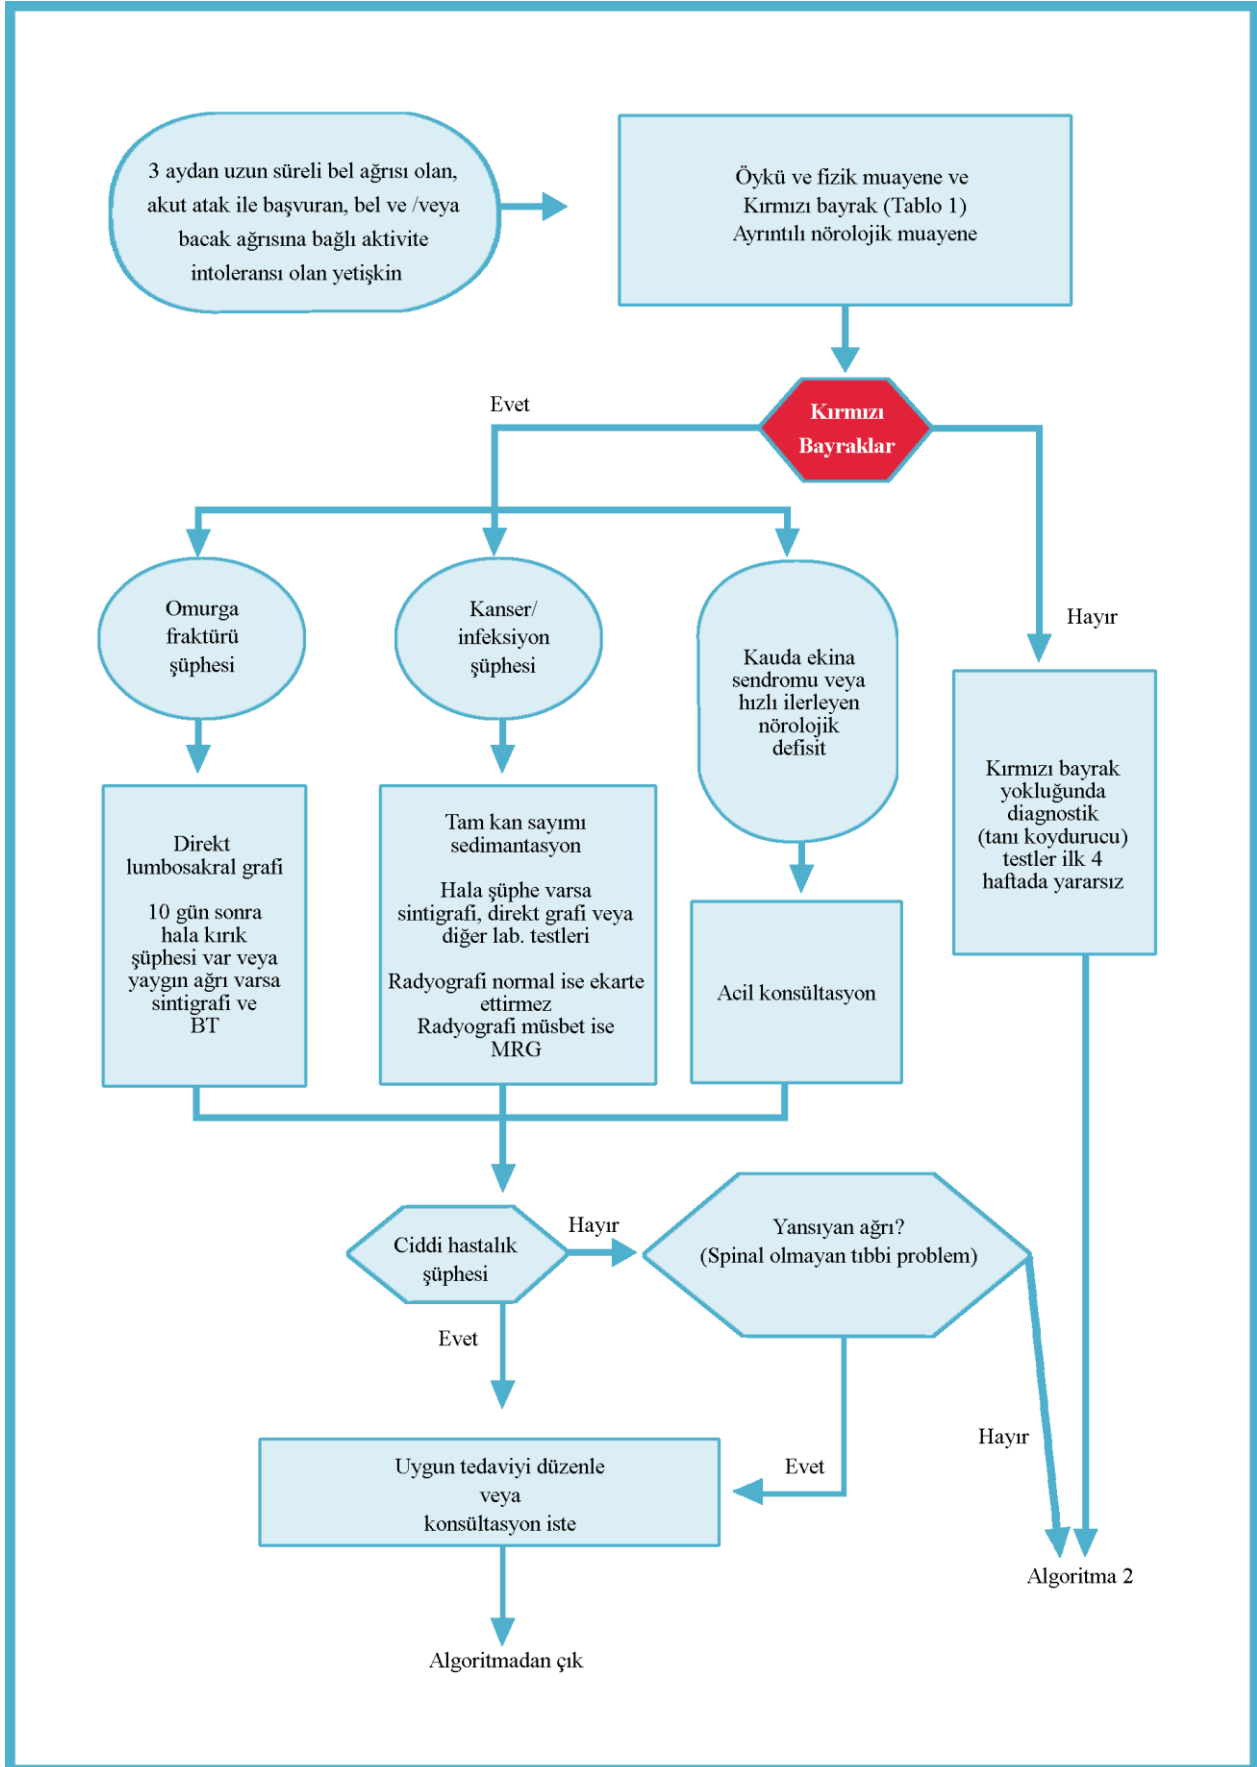 3 aydan uzun süreli bel ağrısı olan,
akut atak ile başvuran, bel ve /veya
bacak ağrısına bağlı aktivite
intoleransı olan yetişkin
Öykü ve fizik muayene ve
Kırmızı bayrak (Tablo 1)
Ayrıntılı nörolojik muayene
Kırmızı
Bayraklar
Evet
Hayır
Omurga
fraktürü
şüphesi
Kanser/
infeksiyon
şüphesi
Kauda ekina
sendromu veya
hızlı ilerleyen
nörolojik
defisit
Kırmızı bayrak
yokluğunda
diagnostik
(tanı koydurucu)
testler ilk 4
haftada yararsız
Direkt
lumbosakral grafi
10 gün sonra
hala kırık
şüphesi var veya
yaygın ağrı varsa
sintigrafi ve
BT
Tam kan sayımı
sedimantasyon
Hala şüphe varsa
sintigrafi, direkt grafi veya
diğer lab. testleri
Radyografi normal ise ekarte
ettirmez
Radyografi müsbet ise
MRG
Acil konsültasyon
Ciddi hastalık
şüphesi
Hayır
Yansıyan ağrı?
(Spinal olmayan tıbbi problem)
Evet
Hayır
Evet
Uygun tedaviyi düzenle
veya
konsültasyon iste
Algoritma 2
Algoritmadan çık